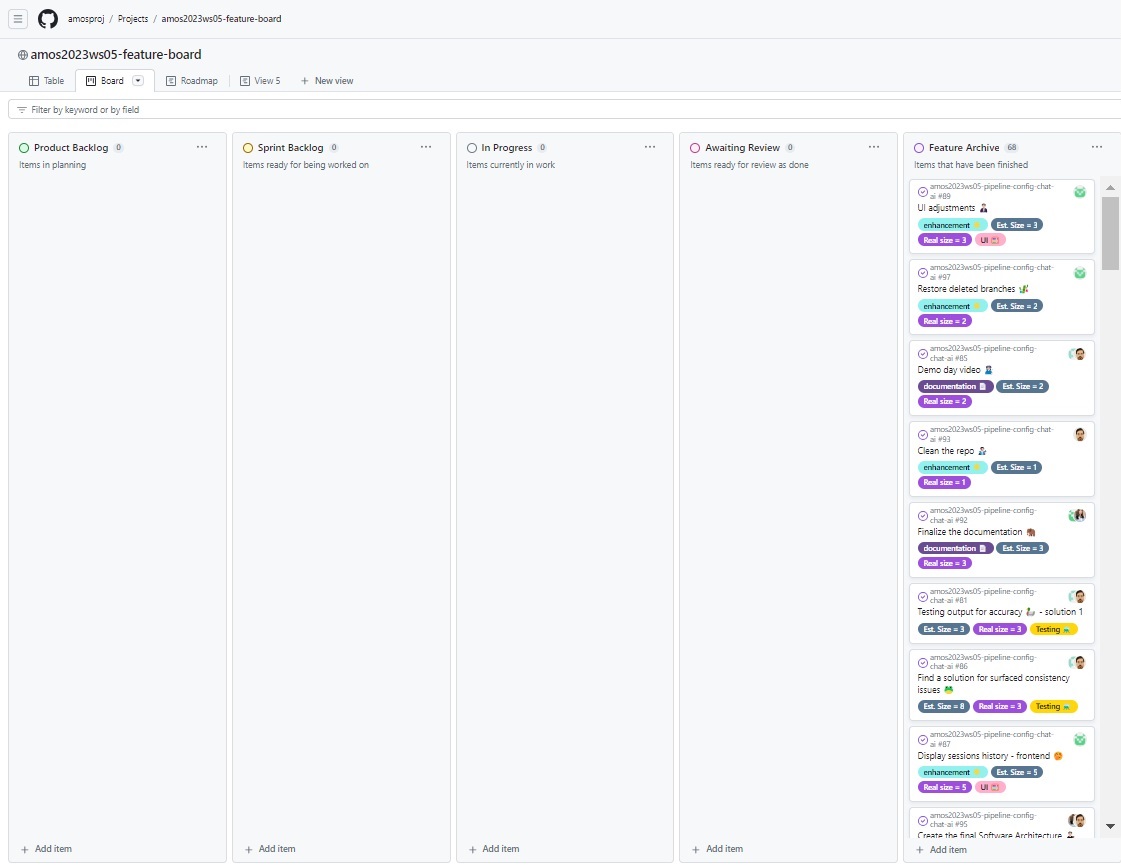 amosproj / Projects / amos2023ws05-feature-board
amos2023ws05-feature-board
Table Board Roadmap View 5 + New view
Filter by keyword or by field
Product Backlog 0
Items in planning
Sprint Backlog 0
Items ready for being worked on
In Progress 0
Items currently in work
Awaiting Review 0
Items ready for review as done
Feature Archive 68
Items that have been finished
amos2023ws05-pipeline-config-chat-
ai #89
UI adjustments
enhancement Est. Size = 3
Real size = 3 UI
amos2023ws05-pipeline-config-chat-
ai #97
Restore deleted branches
enhancement Est. Size = 2
Real size = 2
amos2023ws05-pipeline-config-
chat-ai #85
Demo day video
documentation Est. Size = 2
Real size = 2
amos2023ws05-pipeline-config-chat-
ai #93
Clean the repo
enhancement Est. Size = 1
Real size = 1
amos2023ws05-pipeline-config-
chat-ai #92
Finalize the documentation
documentation Est. Size = 3
Real size = 3
amos2023ws05-pipeline-config-
chat-ai #81
Testing output for accuracy - solution 1
Est. Size = 3 Real size = 3 Testing
amos2023ws05-pipeline-config-
chat-ai #86
Find a solution for surfaced consistency
issues
Est. Size = 8 Real size = 3 Testing
amos2023ws05-pipeline-config-chat-
ai #87
Display sessions history - frontend
enhancement Est. Size = 5
Real size = 5 UI
amos2023ws05-pipeline-config-
chat-ai #95
Create the final Software Architecture
+ Add item
+ Add item
+ Add item
+ Add item
+ Add item